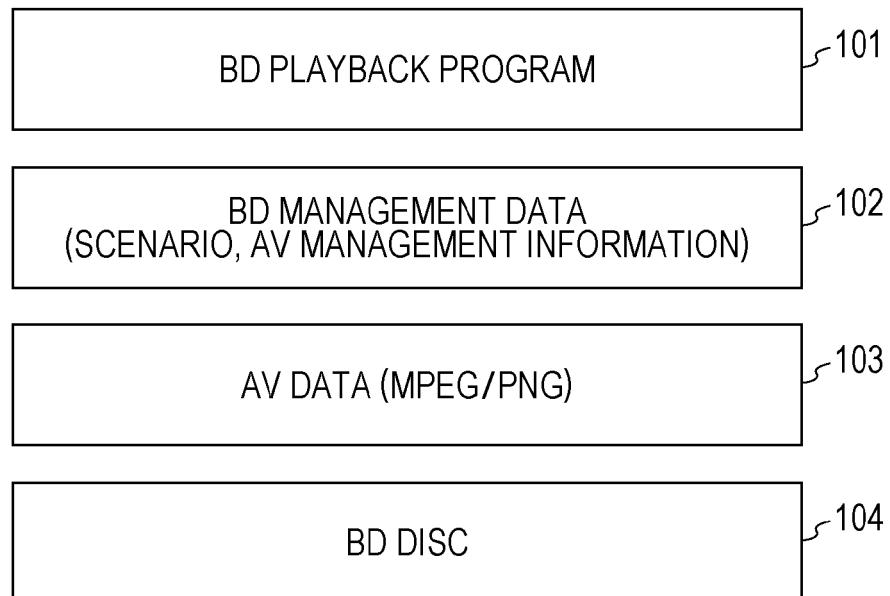 BD PLAYBACK PROGRAM
101
BD MANAGEMENT DATA
(SCENARIO, AV MANAGEMENT INFORMATION)
102
AV DATA (MPEG/PNG)
103
BD DISC
104